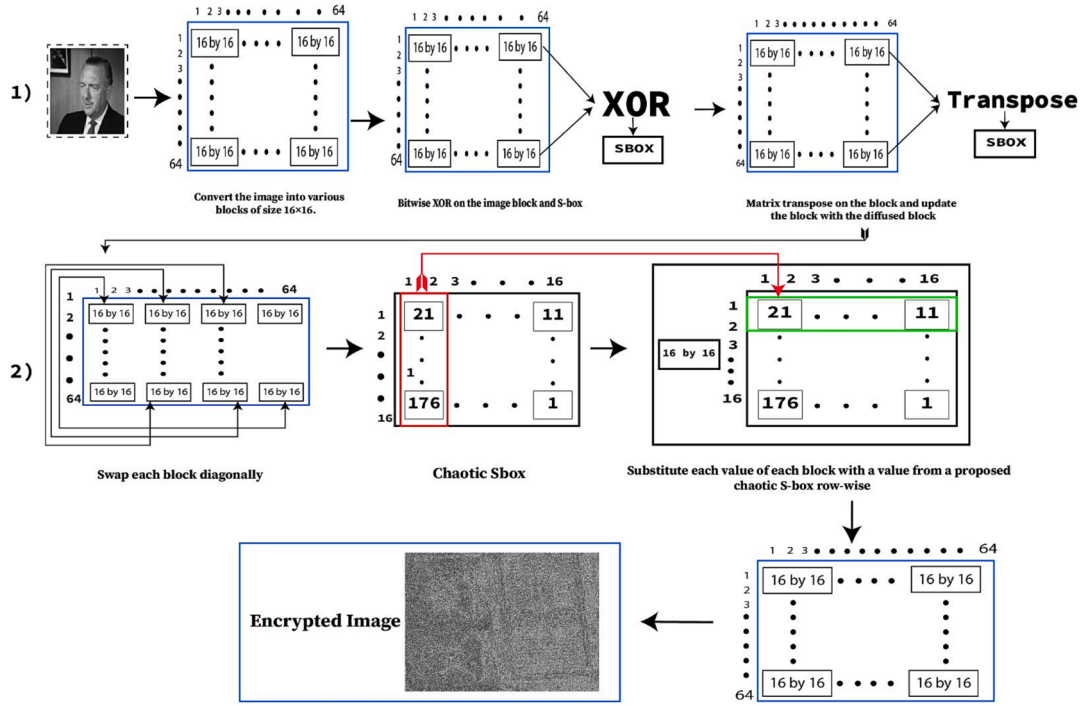 1 2 3 64
1 2 3 64
1 2 3 64
1)
1
2
3
64
16 by 16 16 by 16
16 by 16 16 by 16
1
2
3
64
16 by 16 16 by 16
16 by 16 16 by 16
XOR
SBOX
1
2
3
64
16 by 16 16 by 16
16 by 16 16 by 16
Transpose
SBOX
Convert the image into various
blocks of size 16×16.
Bitwise XOR on the image block and S-box
Matrix transpose on the block and update
the block with the diffused block
2)
1 2 3 64
1
2
64
16 by 16 16 by 16 16 by 16 16 by 16
16 by 16 16 by 16 16 by 16 16 by 16
Swap each block diagonally
1 2 3 16
1
2
16
21 11
1
176 1
Chaotic Sbox
16 by 16
1 2 3 16
1
2
3
16
21 11
176 1
Substitute each value of each block with a value from a proposed
chaotic S-box row-wise
1 2 3 64
1
2
3
64
16 by 16 16 by 16
16 by 16 16 by 16
Encrypted Image